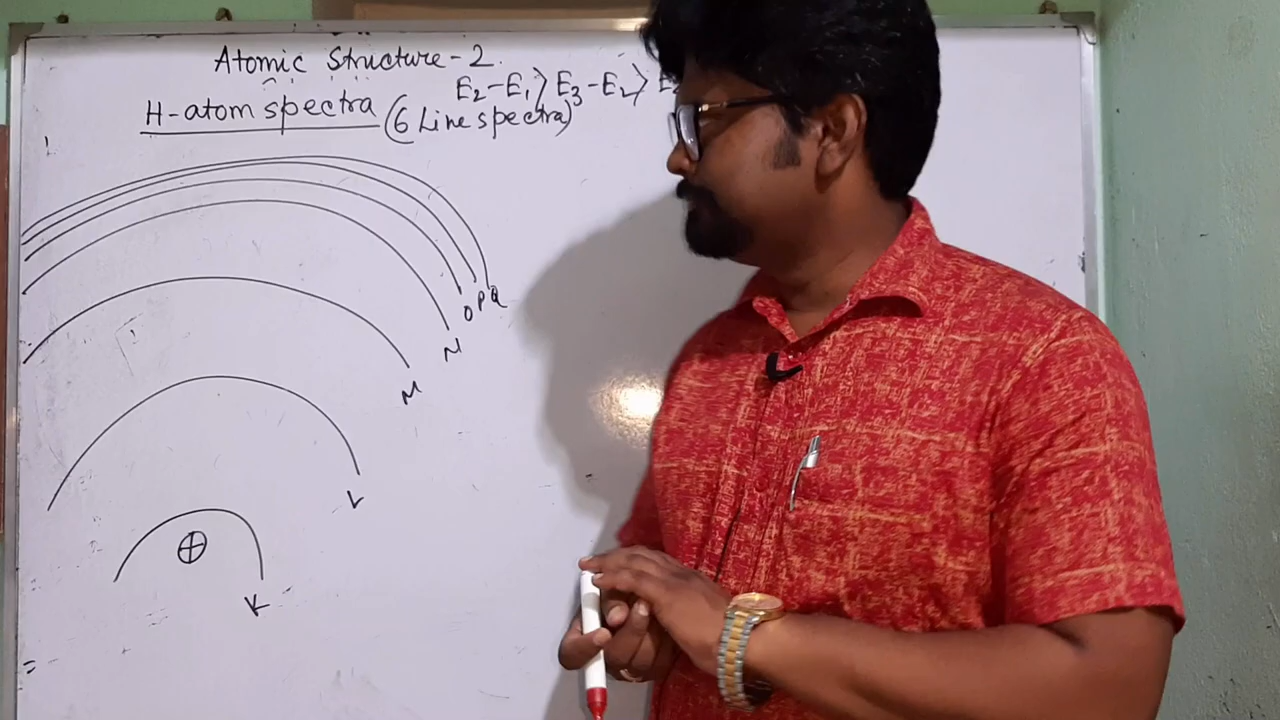 Atomic Structure-2.
E₂-E₁ > E₃-E₂ > E
H-atom spectra (6 Line spectra)
O P Q
N
M
L
K